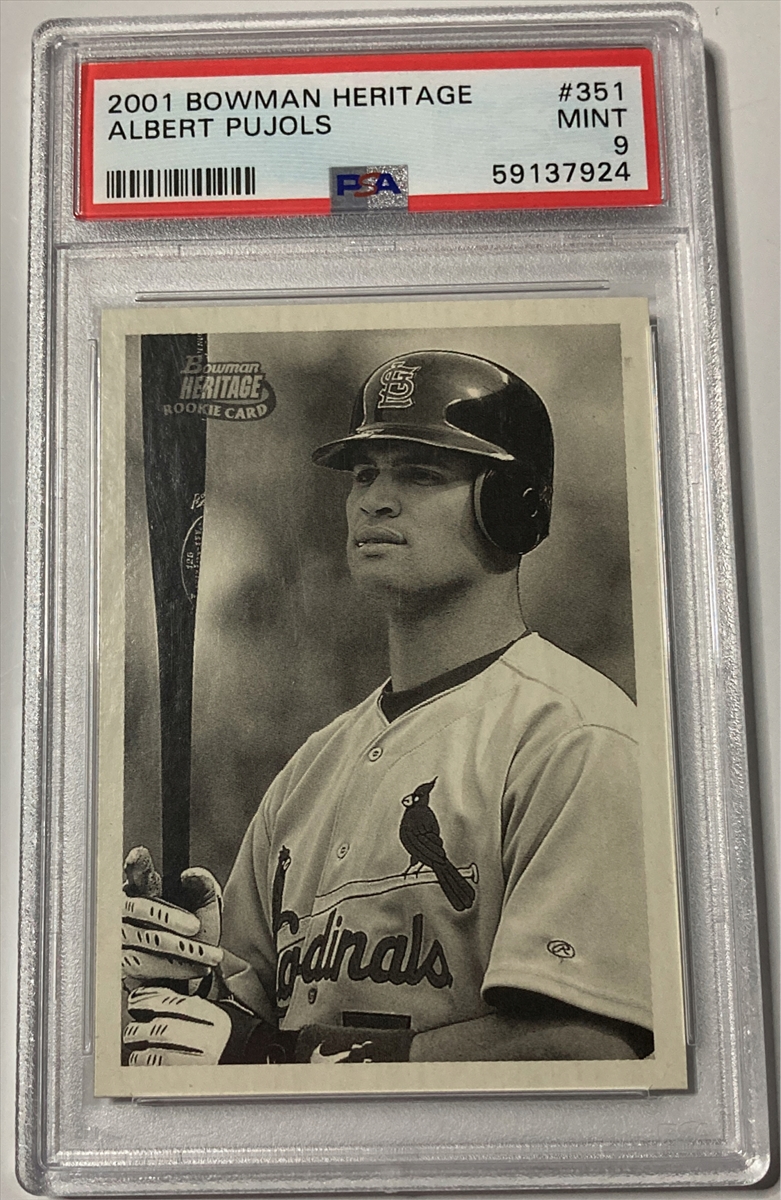 2001 BOWMAN HERITAGE #351
ALBERT PUJOLS MINT
9
PSA 59137924
Bowman
HERITAGE
ROOKIE CARD
STL
Cardinals
R